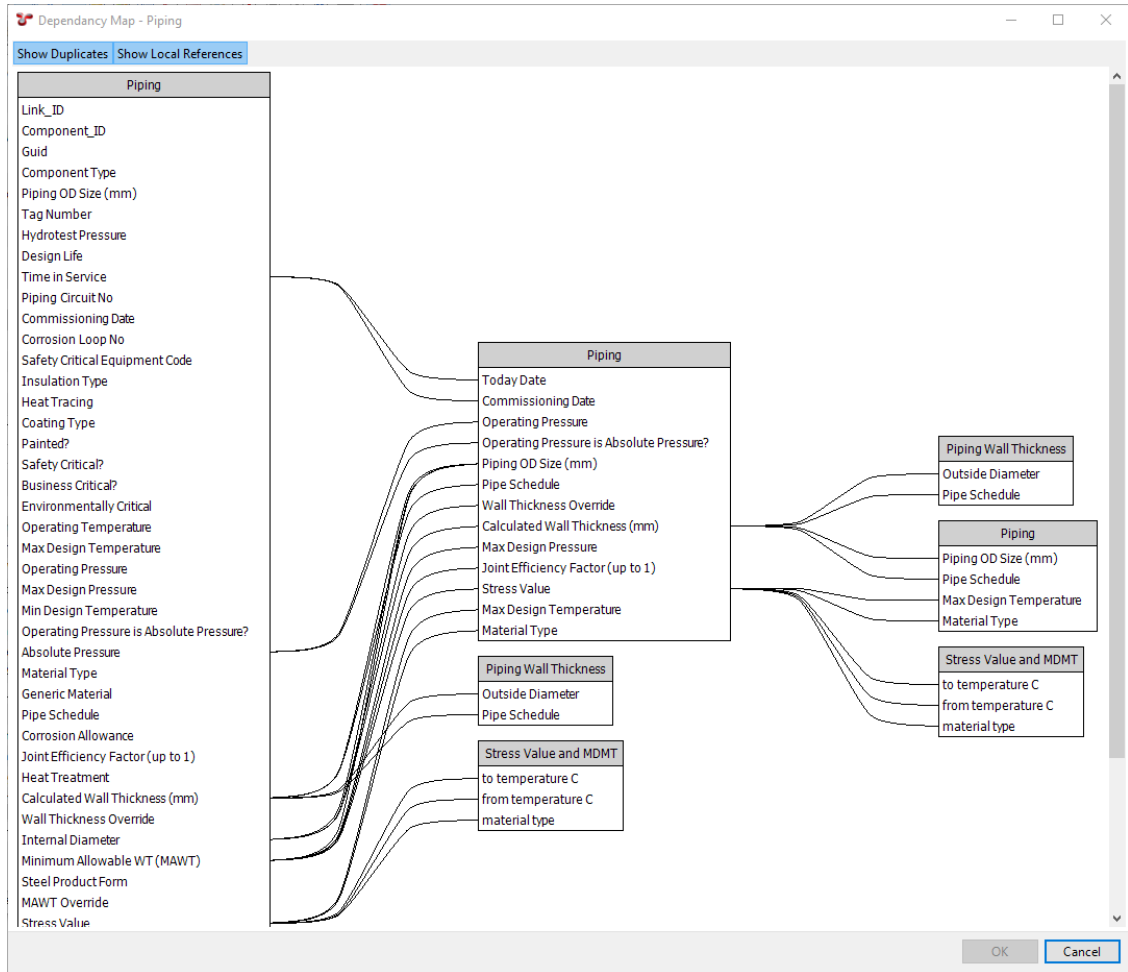 Dependancy Map - Piping
Show Duplicates Show Local References
Piping
Link_ID
Component_ID
Guid
Component Type
Piping OD Size (mm)
Tag Number
Hydrotest Pressure
Design Life
Time in Service
Piping Circuit No
Commissioning Date
Corrosion Loop No
Safety Critical Equipment Code
Insulation Type
Heat Tracing
Coating Type
Painted?
Safety Critical?
Business Critical?
Environmentally Critical
Operating Temperature
Max Design Temperature
Operating Pressure
Max Design Pressure
Min Design Temperature
Operating Pressure is Absolute Pressure?
Absolute Pressure
Material Type
Generic Material
Pipe Schedule
Corrosion Allowance
Joint Efficiency Factor (up to 1)
Heat Treatment
Calculated Wall Thickness (mm)
Wall Thickness Override
Internal Diameter
Minimum Allowable WT (MAWT)
Steel Product Form
MAWT Override
Stress Value
Piping
Today Date
Commissioning Date
Operating Pressure
Operating Pressure is Absolute Pressure?
Piping OD Size (mm)
Pipe Schedule
Wall Thickness Override
Calculated Wall Thickness (mm)
Max Design Pressure
Joint Efficiency Factor (up to 1)
Stress Value
Max Design Temperature
Material Type
Piping Wall Thickness
Outside Diameter
Pipe Schedule
Stress Value and MDMT
to temperature C
from temperature C
material type
Piping Wall Thickness
Outside Diameter
Pipe Schedule
Piping
Piping OD Size (mm)
Pipe Schedule
Max Design Temperature
Material Type
Stress Value and MDMT
to temperature C
from temperature C
material type
OK Cancel